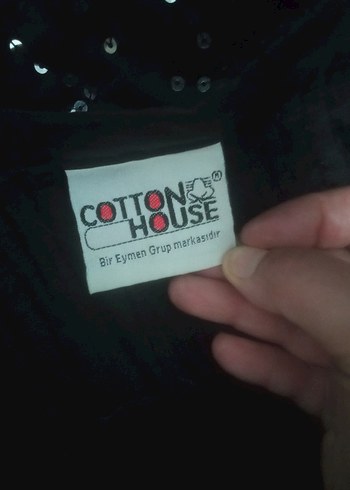 COTTON
HOUSE
Bir Eymen Grup markasıdır